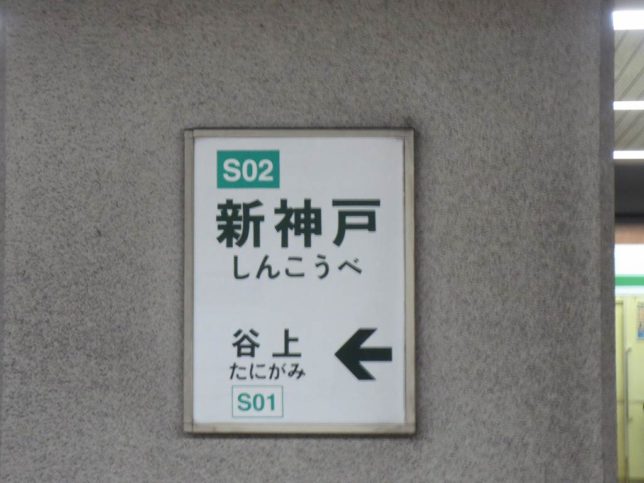 S02
新神戸
しんこうべ
谷上
たにがみ
S01